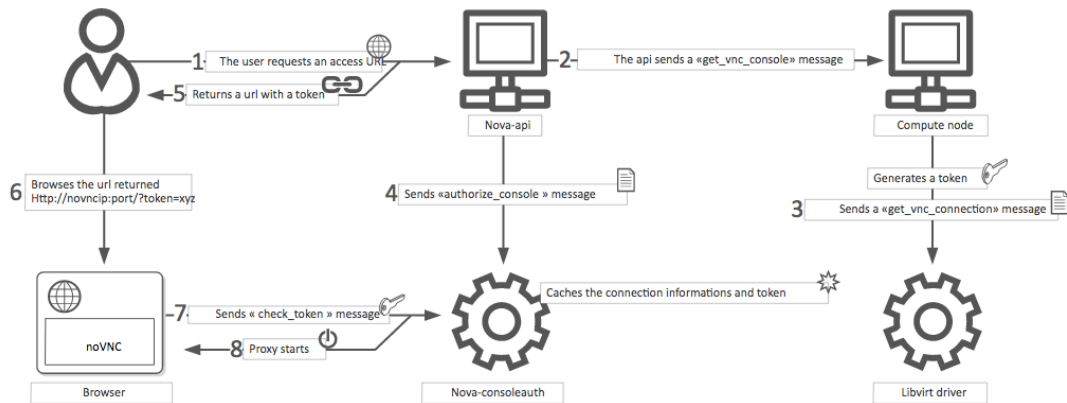 1 The user requests an access URL
2 The api sends a «get_vnc_console» message
5 Returns a url with a token
Nova-api
Compute node
6 Browses the url returned
Http://novncip:port/?token=xyz
4 Sends «authorize_console » message
Generates a token
3 Sends a «get_vnc_connection» message
Caches the connection informations and token
7 Sends « check_token » message
8 Proxy starts
noVNC
Browser
Nova-consoleauth
Libvirt driver